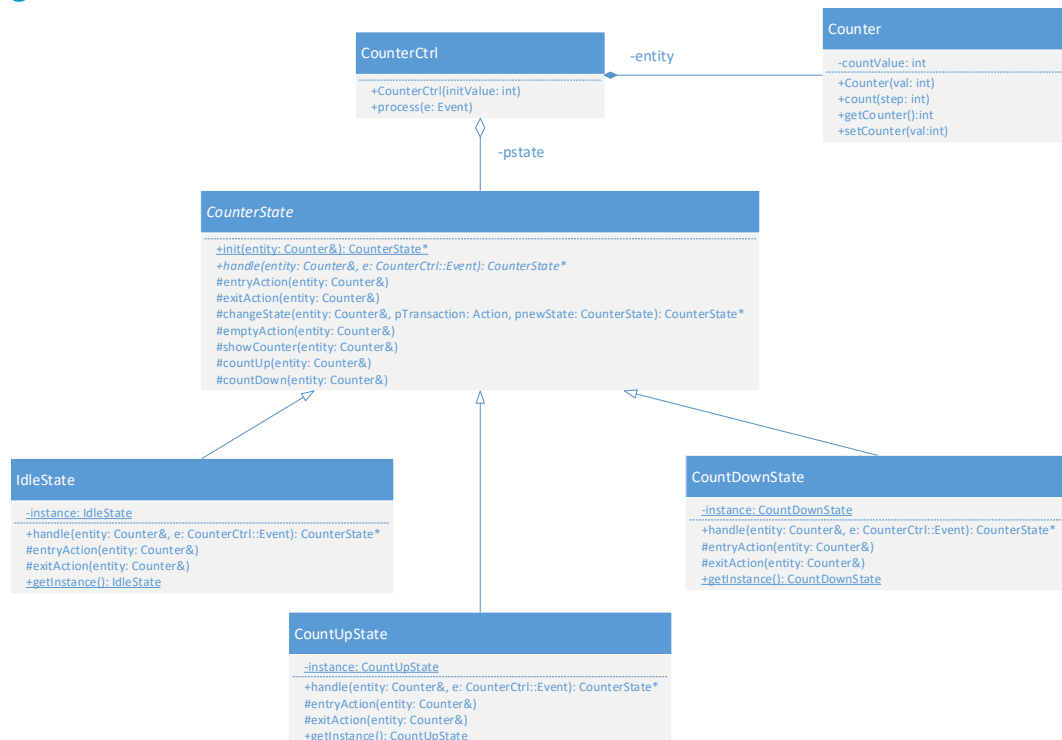 CounterCtrl
+CounterCtrl(initValue: int)
+process(e: Event)
-entity
Counter
-countValue: int
+Counter(val: int)
+count(step: int)
+getCounter():int
+setCounter(val:int)
-pstate
CounterState
+init(entity: Counter&): CounterState*
+handle(entity: Counter&, e: CounterCtrl::Event): CounterState*
#entryAction(entity: Counter&)
#exitAction(entity: Counter&)
#changeState(entity: Counter&, pTransaction: Action, pnewState: CounterState): CounterState*
#emptyAction(entity: Counter&)
#showCounter(entity: Counter&)
#countUp(entity: Counter&)
#countDown(entity: Counter&)
IdleState
-instance: IdleState
+handle(entity: Counter&, e: CounterCtrl::Event): CounterState*
#entryAction(entity: Counter&)
#exitAction(entity: Counter&)
+getInstance(): IdleState
CountDownState
-instance: CountDownState
+handle(entity: Counter&, e: CounterCtrl::Event): CounterState*
#entryAction(entity: Counter&)
#exitAction(entity: Counter&)
+getInstance(): CountDownState
CountUpState
-instance: CountUpState
+handle(entity: Counter&, e: CounterCtrl::Event): CounterState*
#entryAction(entity: Counter&)
#exitAction(entity: Counter&)
+getInstance(): CountUpState